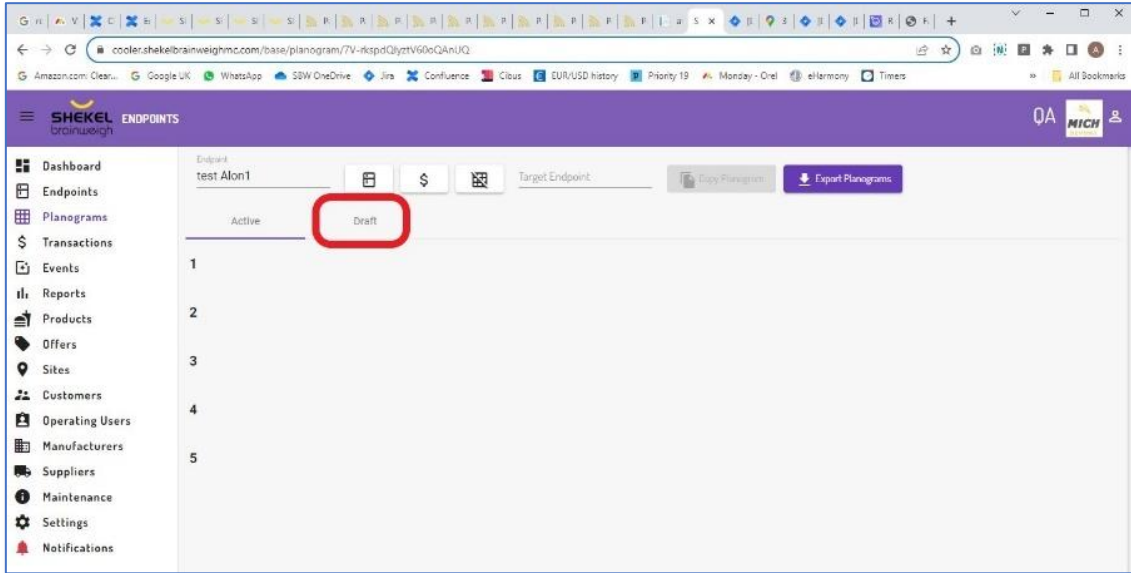 cooler.shekelbrainweighmc.com/base/planogram/7V-rkspdQlyztV60oQAnUQ
Amazon.com: Clear... Google UK WhatsApp SBW OneDrive Jira Confluence Cibus EUR/USD history Priority 19 Monday - Orel eHarmony Timers » All Bookmarks
SHEKEL brainweigh ENDPOINTS QA MICH
Dashboard
Endpoints
Planograms
Transactions
Events
Reports
Products
Offers
Sites
Customers
Operating Users
Manufacturers
Suppliers
Maintenance
Settings
Notifications
Endpoint
test Alon1 $ Target Endpoint Copy Planogram Export Planograms
Active Draft
1
2
3
4
5